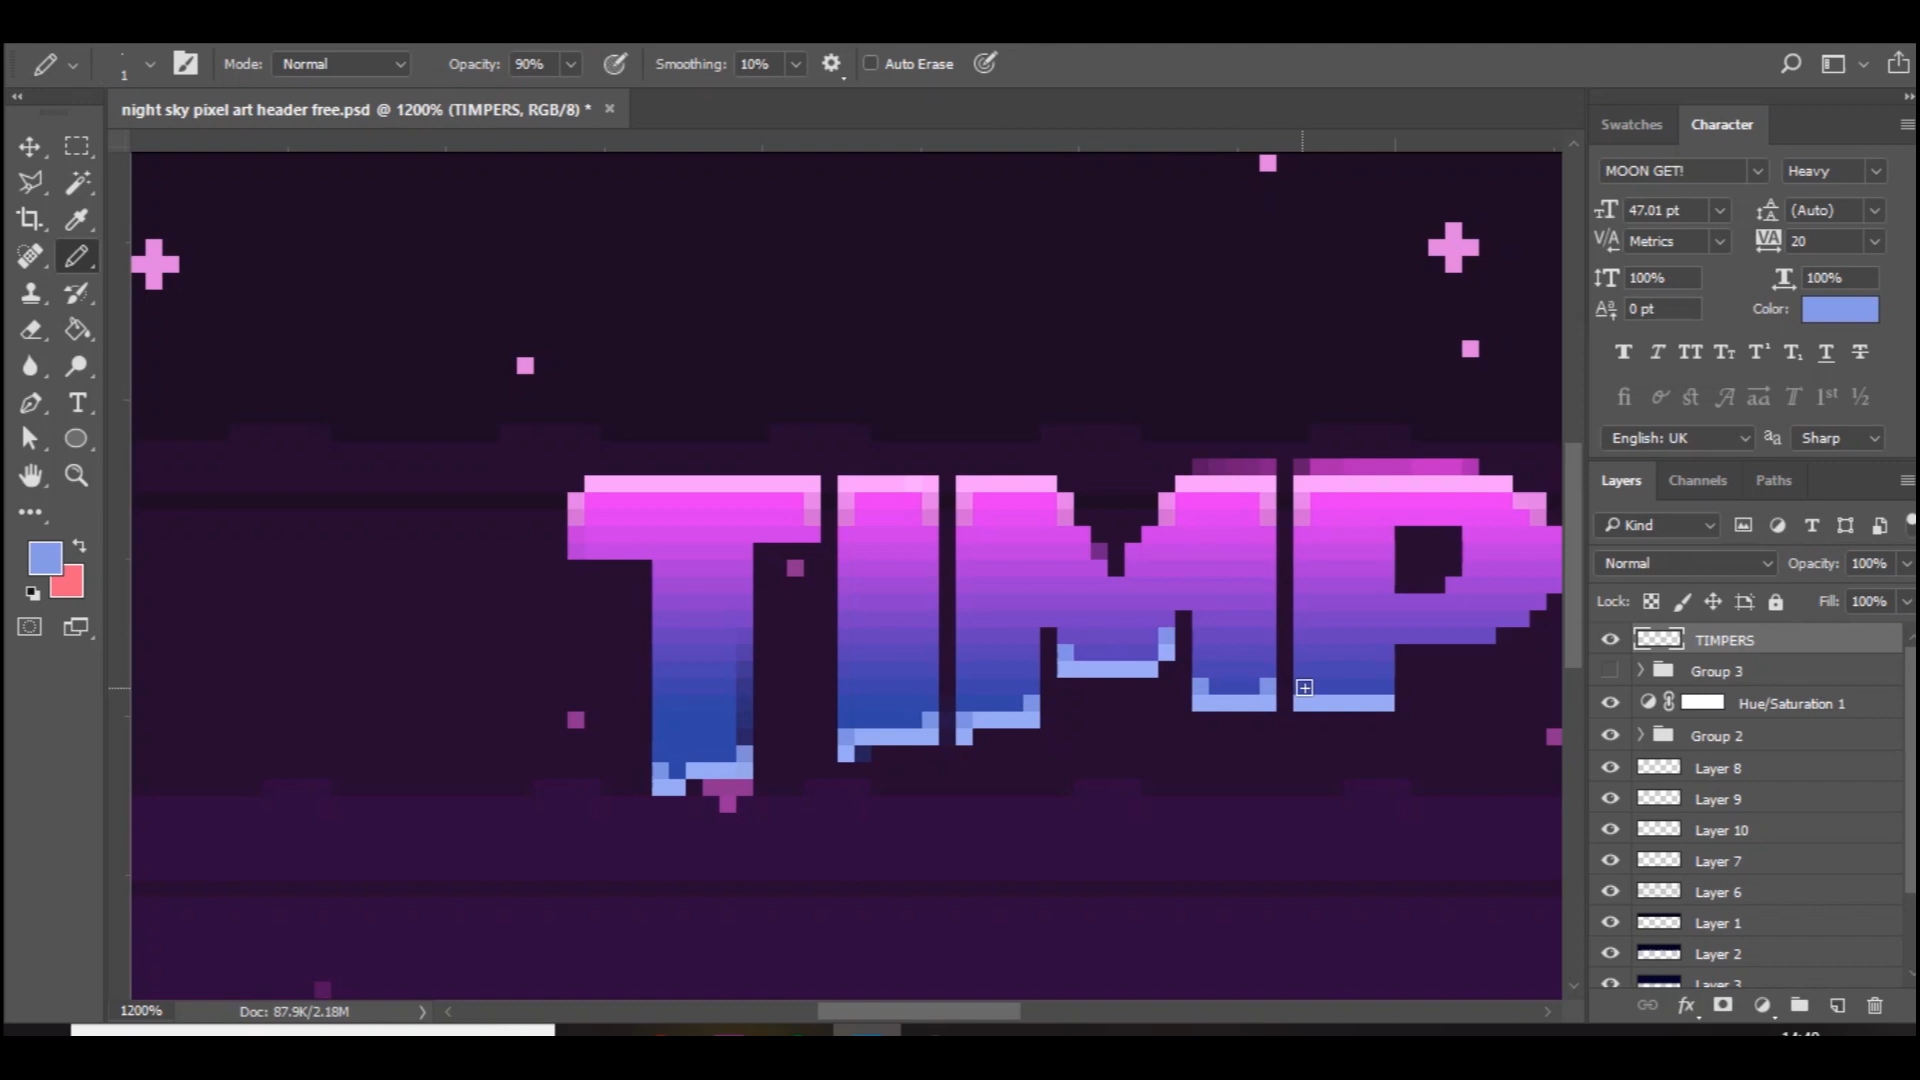 1
Mode: Normal
Opacity: 90%
Smoothing: 10%
Auto Erase
night sky pixel art header free.psd @ 1200% (TIMPERS, RGB/8) *
Swatches
Character
MOON GET!
Heavy
47.01 pt
(Auto)
Metrics
20
100%
100%
0 pt
Color:
English: UK
Sharp
TIMP
Layers
Channels
Paths
Kind
Normal
Opacity: 100%
Lock:
Fill: 100%
TIMPERS
Group 3
Hue/Saturation 1
Group 2
Layer 8
Layer 9
Layer 10
Layer 7
Layer 6
Layer 1
Layer 2
Layer 3
1200%
Doc: 87.9K/2.18M